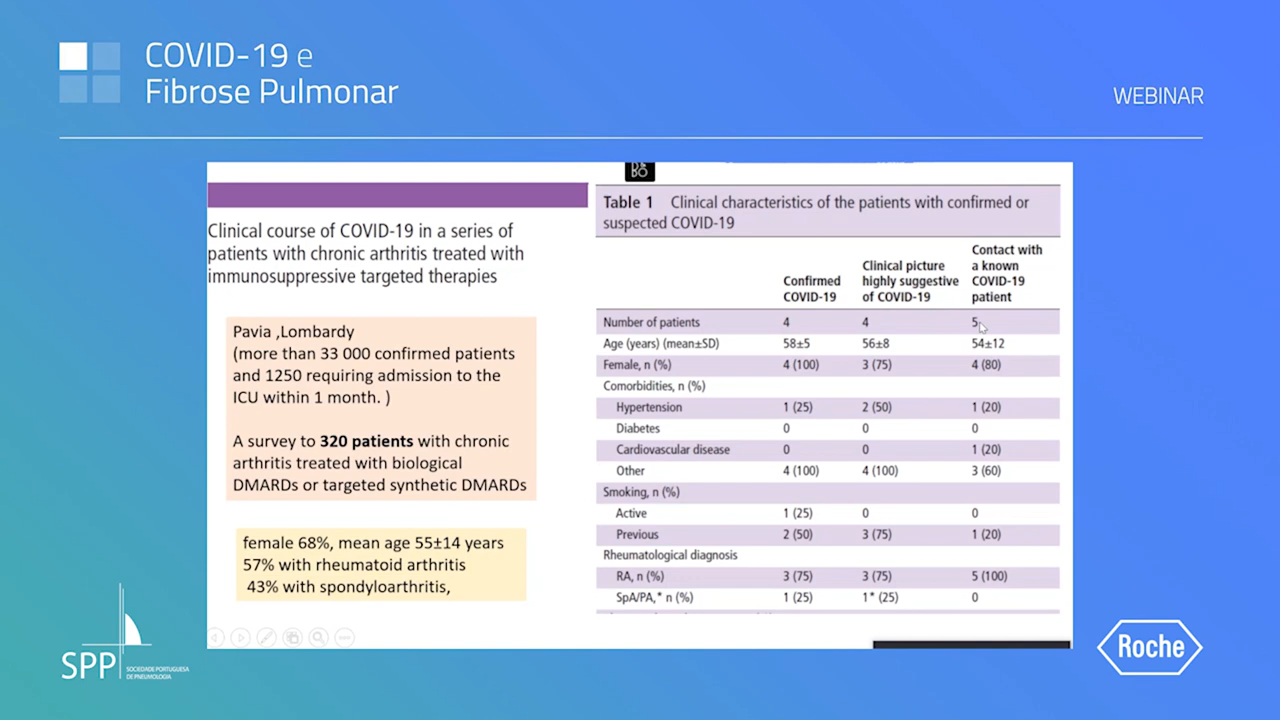 COVID-19 e
Fibrose Pulmonar
WEBINAR
Clinical course of COVID-19 in a series of
patients with chronic arthritis treated with
immunosuppressive targeted therapies
Pavia ,Lombardy
(more than 33 000 confirmed patients
and 1250 requiring admission to the
ICU within 1 month. )
A survey to 320 patients with chronic
arthritis treated with biological
DMARDs or targeted synthetic DMARDs
female 68%, mean age 55±14 years
57% with rheumatoid arthritis
43% with spondyloarthritis,
Table 1 Clinical characteristics of the patients with confirmed or
suspected COVID-19
Confirmed
COVID-19
Clinical picture
highly suggestive
of COVID-19
Contact with
a known
COVID-19
patient
Number of patients 4 4 5
Age (years) (mean±SD) 58±5 56±8 54±12
Female, n (%) 4 (100) 3 (75) 4 (80)
Comorbidities, n (%)
Hypertension 1 (25) 2 (50) 1 (20)
Diabetes 0 0 0
Cardiovascular disease 0 0 1 (20)
Other 4 (100) 4 (100) 3 (60)
Smoking, n (%)
Active 1 (25) 0 0
Previous 2 (50) 3 (75) 1 (20)
Rheumatological diagnosis
RA, n (%) 3 (75) 3 (75) 5 (100)
SpA/PA,* n (%) 1 (25) 1* (25) 0
SPP
SOCIEDADE PORTUGUESA
DE PNEUMOLOGIA
Roche